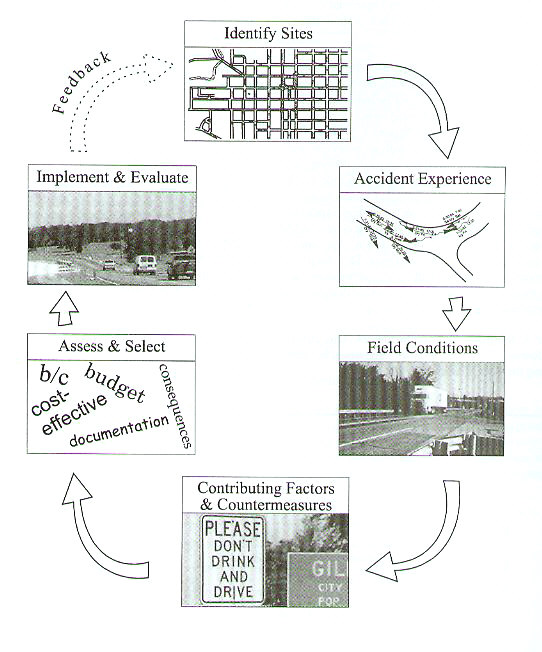 Identify Sites
Feedback
Implement & Evaluate
Accident Experience
Assess & Select
b/c
budget
cost-
effective
documentation
consequences
Field Conditions
Contributing Factors
& Countermeasures
PLEASE
DON'T
DRINK
AND
DRIVE
GIL
CITY
POP